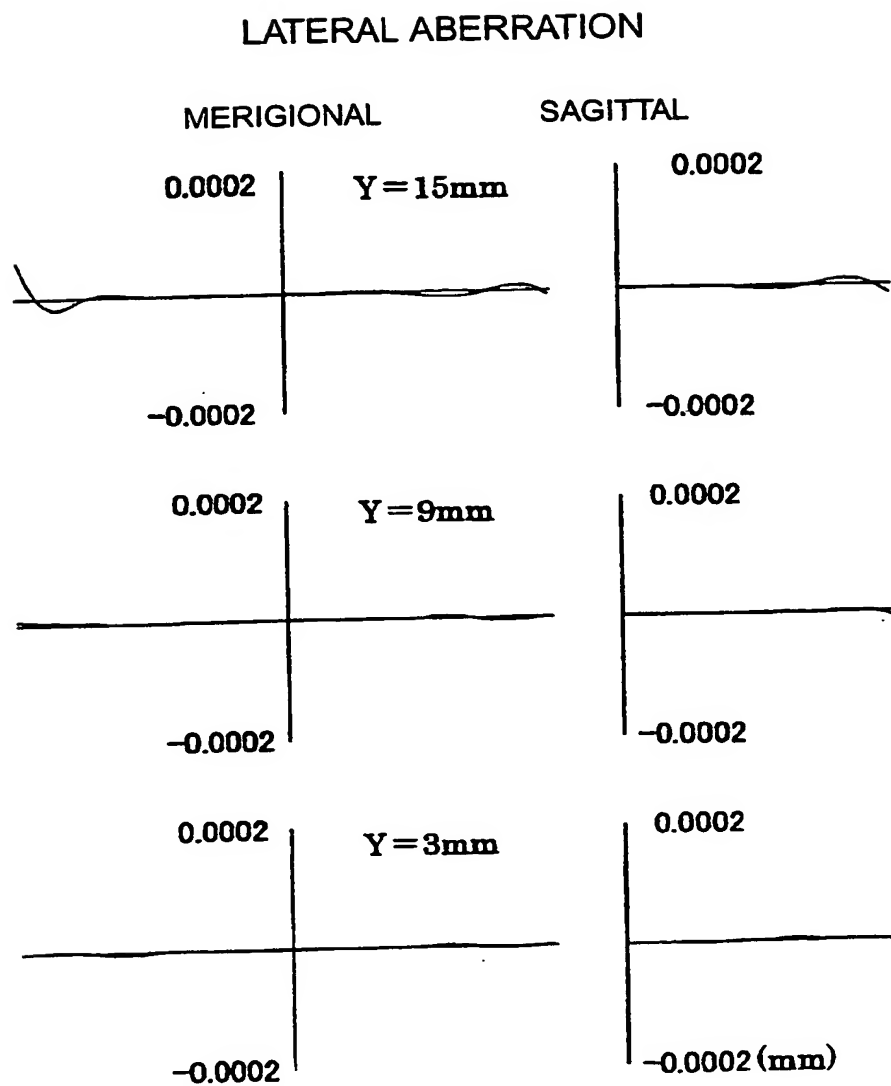 LATERAL ABERRATION
MERIGIONAL SAGITTAL
0.0002 Y=15mm 0.0002
-0.0002 -0.0002
0.0002 Y=9mm 0.0002
-0.0002 -0.0002
0.0002 Y=3mm 0.0002
-0.0002 -0.0002 (mm)